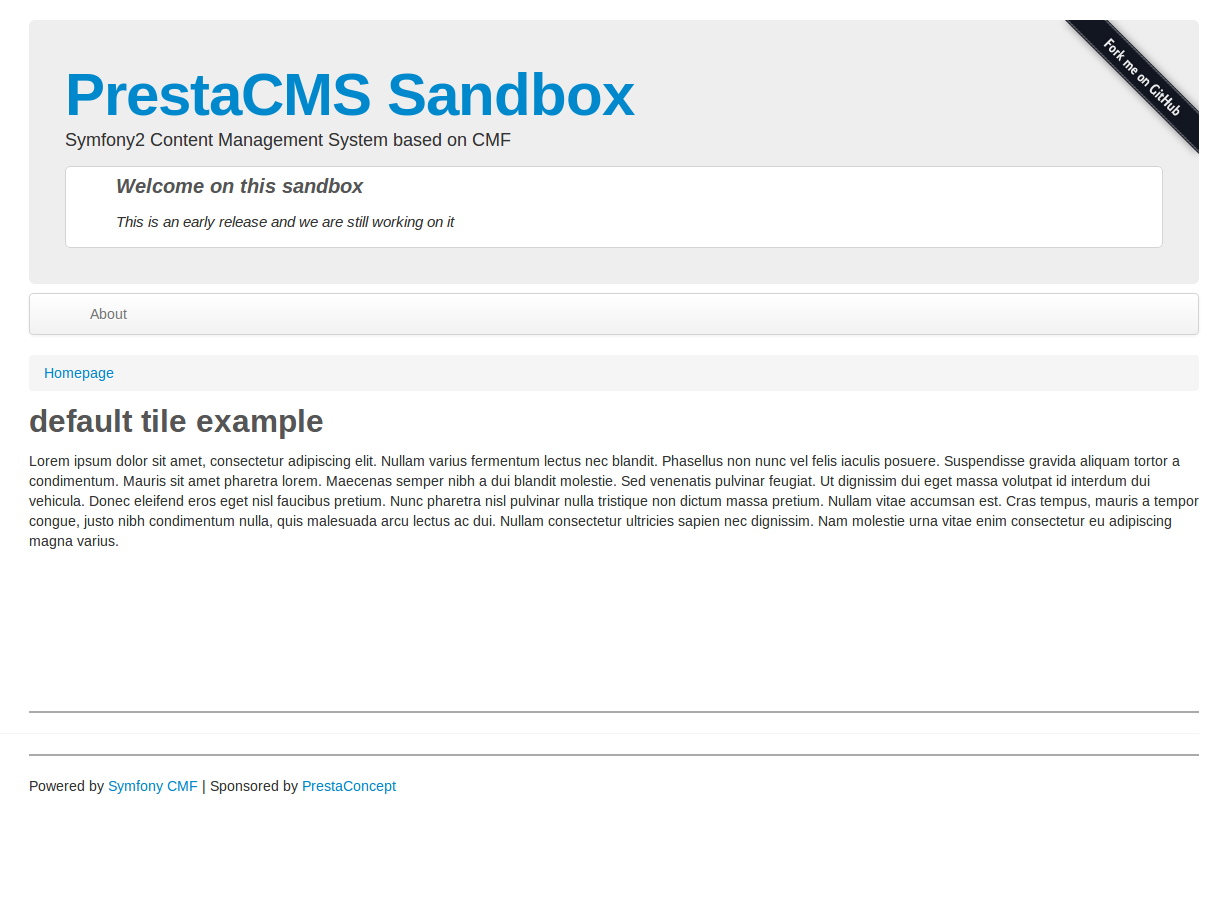 PrestaCMS Sandbox
Fork me on GitHub
Symfony2 Content Management System based on CMF
Welcome on this sandbox
This is an early release and we are still working on it
About
Homepage
default tile example
Lorem ipsum dolor sit amet, consectetur adipiscing elit. Nullam varius fermentum lectus nec blandit. Phasellus non nunc vel felis iaculis posuere. Suspendisse gravida aliquam tortor a
condimentum. Mauris sit amet pharetra lorem. Maecenas semper nibh a dui blandit molestie. Sed venenatis pulvinar feugiat. Ut dignissim dui eget massa volutpat id interdum dui
vehicula. Donec eleifend eros eget nisl faucibus pretium. Nunc pharetra nisl pulvinar nulla tristique non dictum massa pretium. Nullam vitae accumsan est. Cras tempus, mauris a tempor
congue, justo nibh condimentum nulla, quis malesuada arcu lectus ac dui. Nullam consectetur ultricies sapien nec dignissim. Nam molestie urna vitae enim consectetur eu adipiscing
magna varius.
Powered by Symfony CMF | Sponsored by PrestaConcept